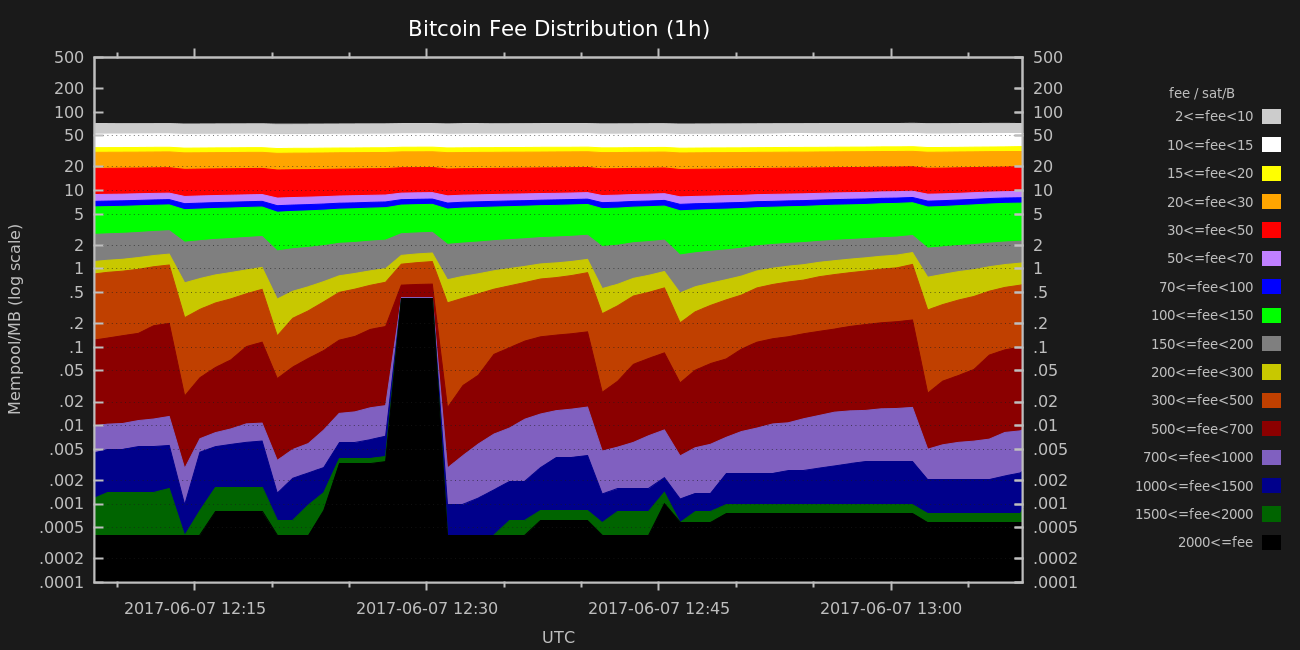 Bitcoin Fee Distribution (1h)
500
200
100
50
20
10
5
2
1
.5
.2
.1
.05
.02
.01
.005
.002
.001
.0005
.0002
.0001
Mempool/MB (log scale)
500
200
100
50
20
10
5
2
1
.5
.2
.1
.05
.02
.01
.005
.002
.001
.0005
.0002
.0001
2017-06-07 12:15
2017-06-07 12:30
2017-06-07 12:45
2017-06-07 13:00
UTC
fee / sat/B
2<=fee<10
10<=fee<15
15<=fee<20
20<=fee<30
30<=fee<50
50<=fee<70
70<=fee<100
100<=fee<150
150<=fee<200
200<=fee<300
300<=fee<500
500<=fee<700
700<=fee<1000
1000<=fee<1500
1500<=fee<2000
2000<=fee